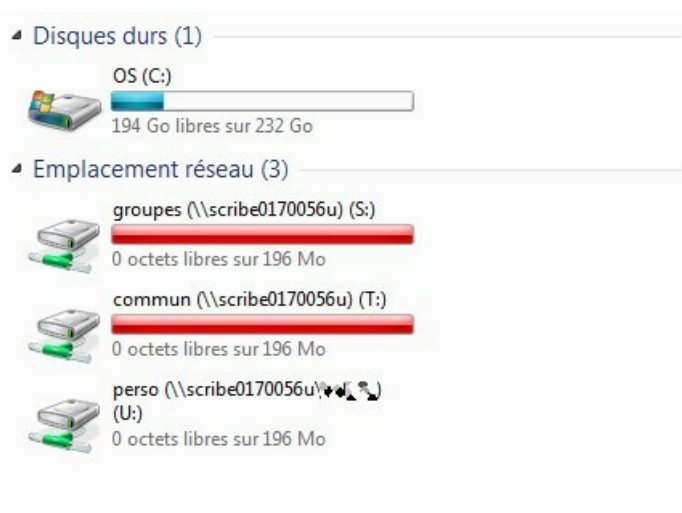 Disques durs (1)
OS (C:)
194 Go libres sur 232 Go
Emplacement réseau (3)
groupes (\\scribe0170056u) (S:)
0 octets libres sur 196 Mo
commun (\\scribe0170056u) (T:)
0 octets libres sur 196 Mo
perso (\\scribe0170056u\ )
(U:)
0 octets libres sur 196 Mo